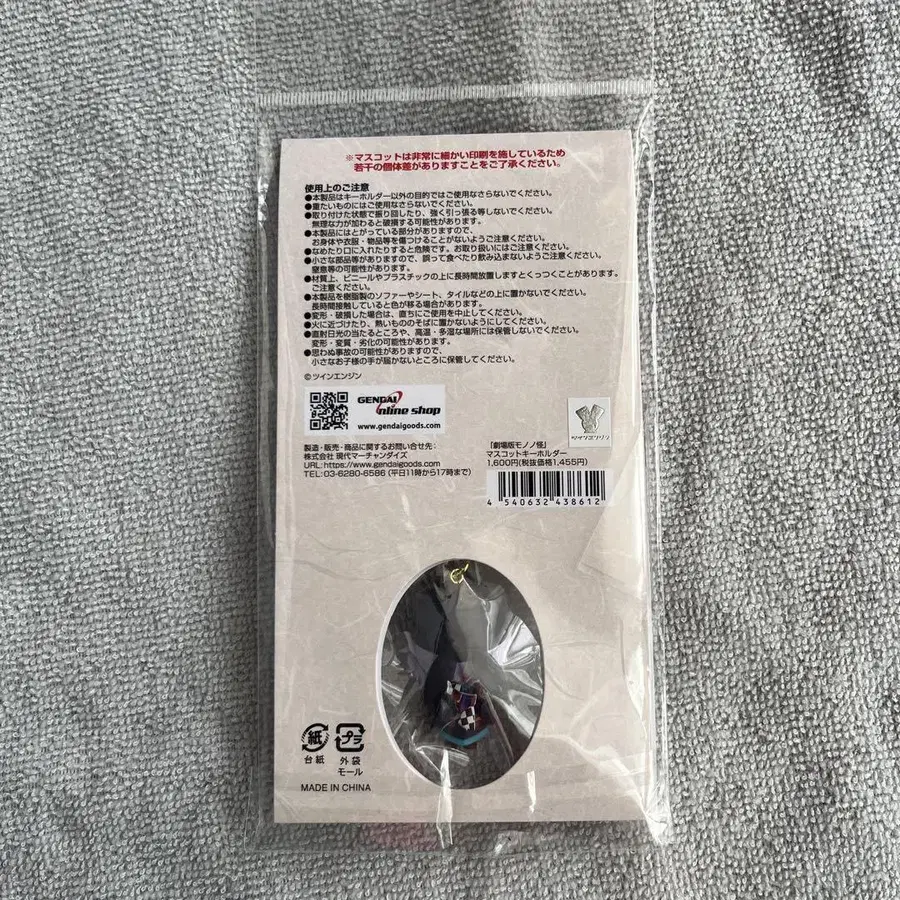 ※マスコットは非常に細かい印刷を施しているため
若干の個体差がありますことをご了承ください。
使用上のご注意
●本製品はキーホルダー以外の目的ではご使用なさらないでください。
●重たいものにはご使用なさらないでください。
●取り付けた状態で振り回したり、強く引っ張る等しないでください。
無理な力が加わると破損する可能性があります。
●本製品にはとがっている部分がありますので、
お身体や衣服・物品等を傷つけることがないようご注意ください。
●なめたり口に入れたりすると危険です。お取り扱いにはご注意ください。
●小さな部品等がありますので、誤って食べたり飲み込まないようご注意ください。
窒息等の可能性があります。
●材質上、ビニールやプラスチックの上に長時間放置しますとくっつくことがあります。
ご注意ください。
●本製品を樹脂製のソファーやシート、タイルなどの上に置かないでください。
長時間接触していると色が移る場合があります。
●変形・破損した場合は、直ちにご使用を中止してください。
●火に近づけたり、熱いもののそばに置かないようにしてください。
●直射日光の当たるところや、高温・多湿な場所には保管しないでください。
変形・変質・劣化の可能性があります。
●思わぬ事故の可能性がありますので、
小さなお子様の手が届かないところに保管してください。
©ツインエンジン
GENDAI
Online shop
www.gendaigoods.com
ツインエンジン
製造・販売・商品に関するお問い合せ先：
株式会社 現代マーチャンダイズ
URL:https://www.gendaigoods.com
TEL:03-6280-6586 (平日11時から17時まで)
「劇場版モノノ怪」
マスコットキーホルダー
1,600円(税抜価格1,455円)
4 540632 438612
紙
台紙
プラ
外袋
モール
MADE IN CHINA